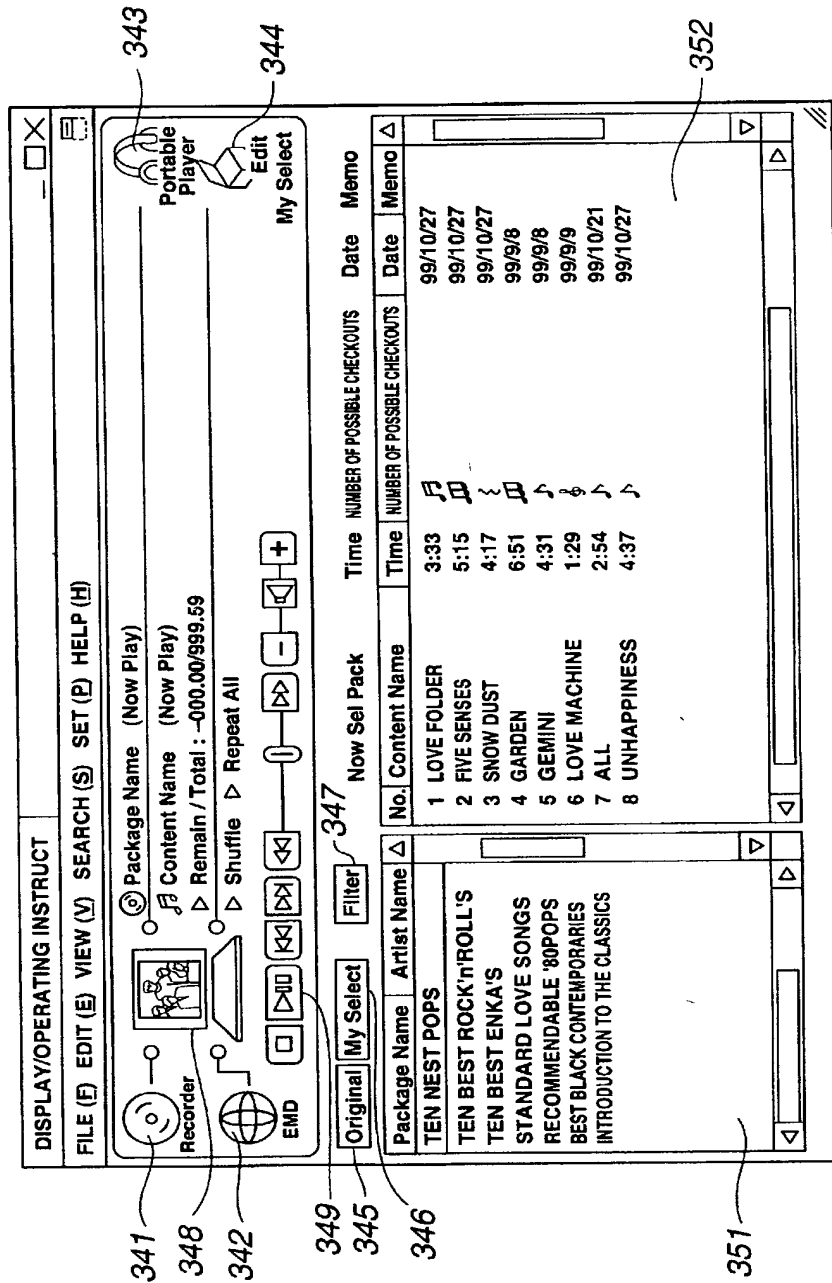 DISPLAY/OPERATING INSTRUCT
FILE (F) EDIT (E) VIEW (V) SEARCH (S) SET (P) HELP (H)
341
Recorder
348
342
EMD
Package Name (Now Play)
Content Name (Now Play)
Remain / Total : –000.00/999.59
Shuffle Repeat All
Portable
Player
343
Edit
344
My Select
349
345
346
Original My Select Filter
347
Now Sel Pack Time NUMBER OF POSSIBLE CHECKOUTS Date Memo
Package Name Artist Name
TEN NEST POPS
TEN BEST ROCK'n'ROLL'S
TEN BEST ENKA'S
STANDARD LOVE SONGS
RECOMMENDABLE '80POPS
BEST BLACK CONTEMPORARIES
INTRODUCTION TO THE CLASSICS
351
No. Content Name Time NUMBER OF POSSIBLE CHECKOUTS Date Memo
1 LOVE FOLDER 3:33 99/10/27
2 FIVE SENSES 5:15 99/10/27
3 SNOW DUST 4:17 99/10/27
4 GARDEN 6:51 99/9/8
5 GEMINI 4:31 99/9/8
6 LOVE MACHINE 1:29 99/9/9
7 ALL 2:54 99/10/21
8 UNHAPPINESS 4:37 99/10/27
352